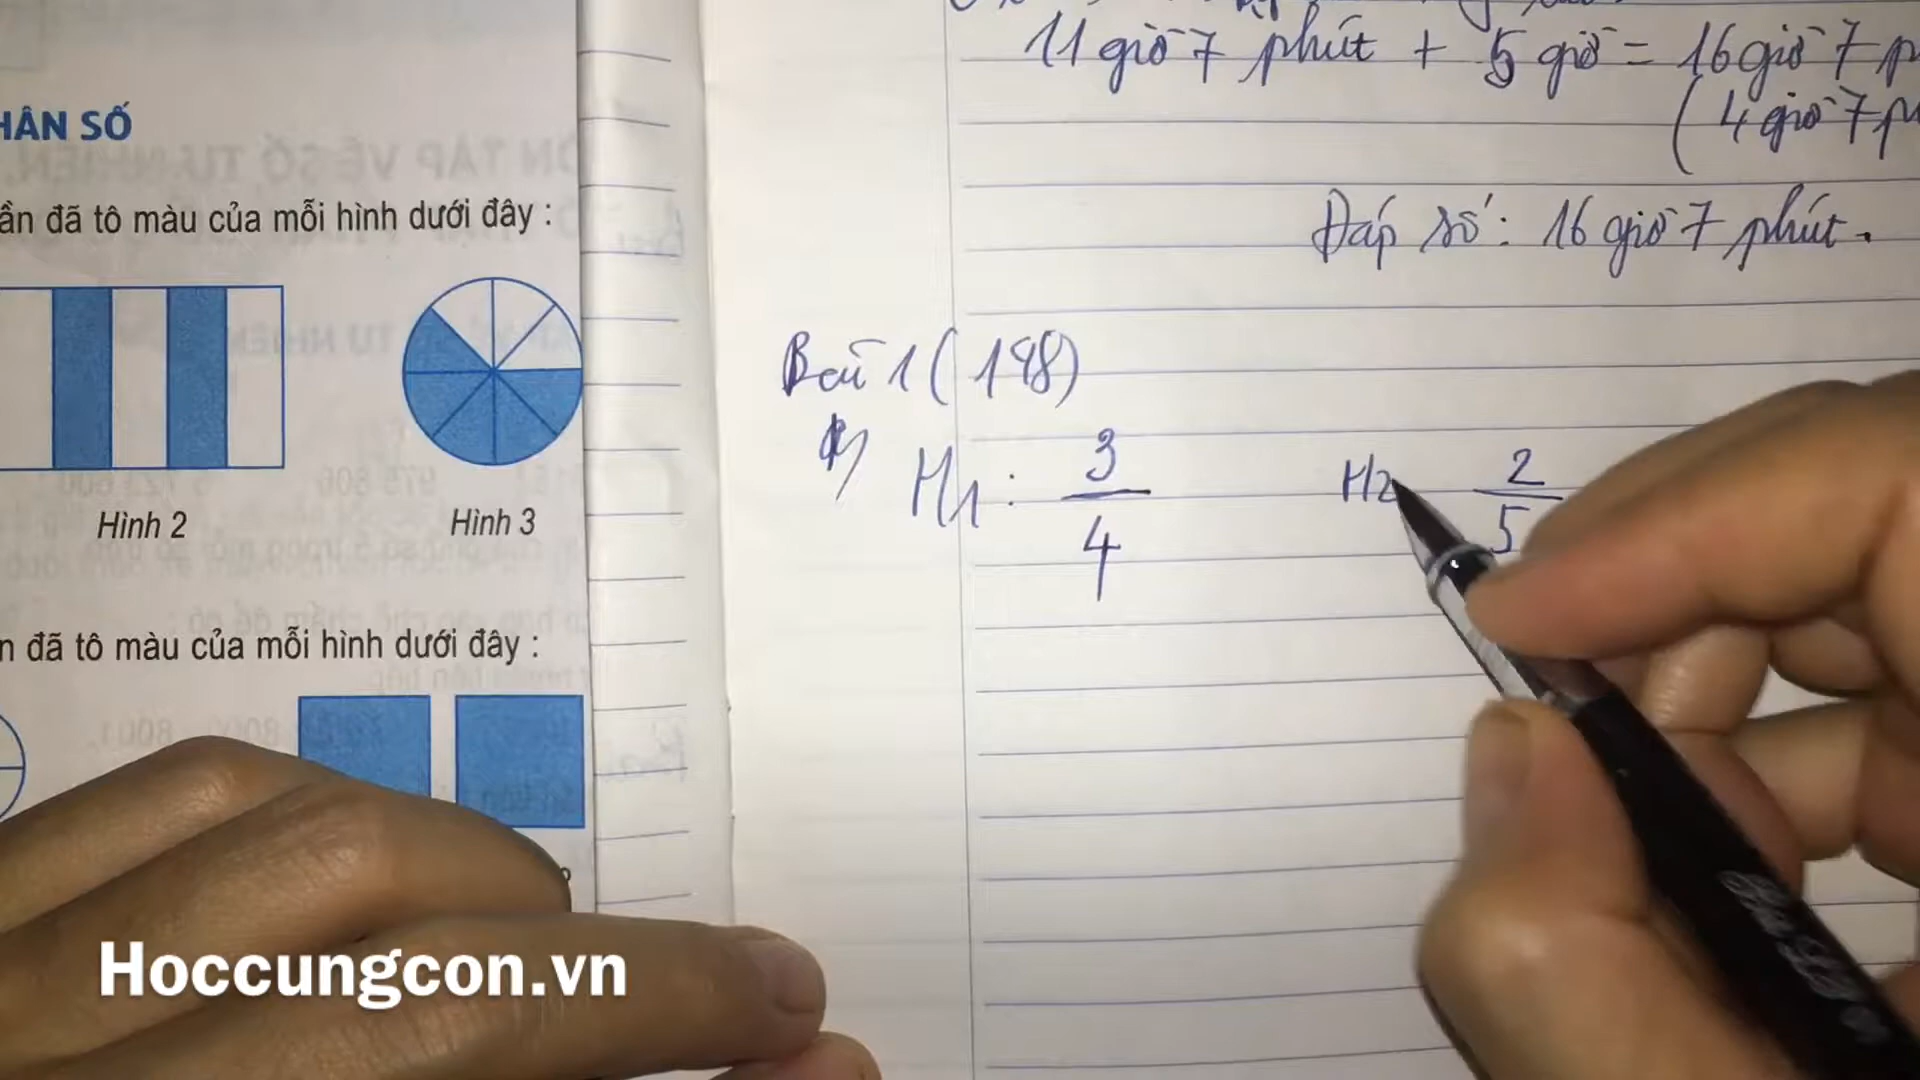 HÂN SỐ
ần đã tô màu của mỗi hình dưới đây :
Hình 2
Hình 3
n đã tô màu của mỗi hình dưới đây :
11 giờ 7 phút + 5 giờ = 16 giờ 7 p
( 4 giờ 7 p
Đáp số: 16 giờ 7 phút.
Bài 1 ( 148)
H1 : 3/4
H2 2/5
Hoccungcon.vn